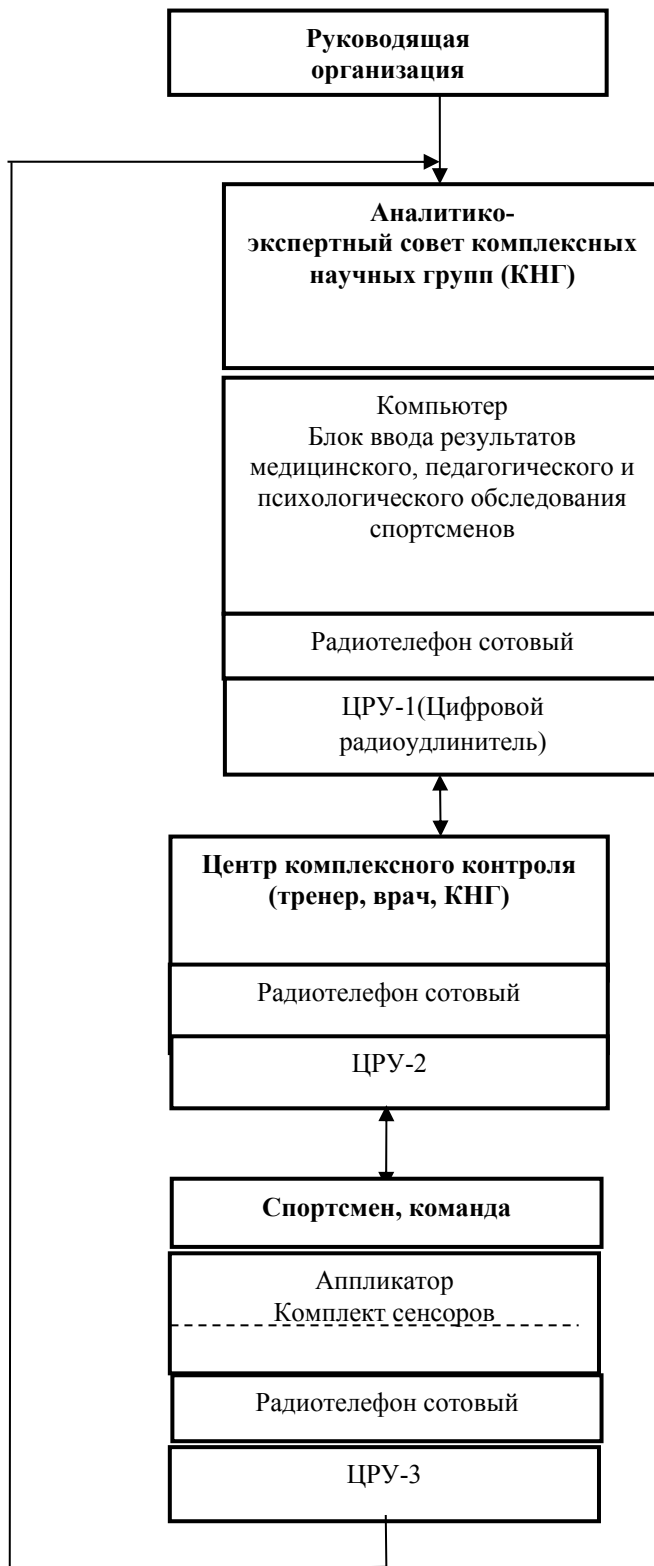 Руководящая
организация
Аналитико-
экспертный совет комплексных
научных групп (КНГ)
Компьютер
Блок ввода результатов
медицинского, педагогического и
психологического обследования
спортсменов
Радиотелефон сотовый
ЦРУ-1(Цифровой
радиоудлинитель)
Центр комплексного контроля
(тренер, врач, КНГ)
Радиотелефон сотовый
ЦРУ-2
Спортсмен, команда
Аппликатор
Комплект сенсоров
Радиотелефон сотовый
ЦРУ-3